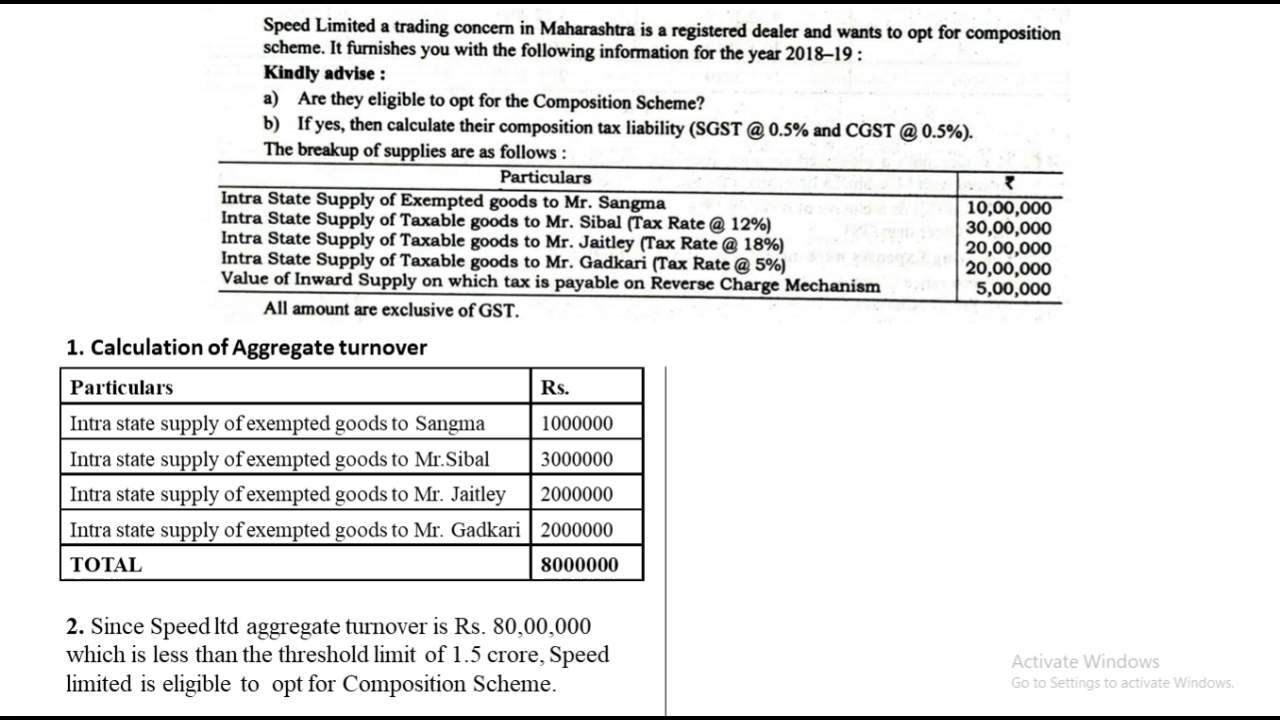 Speed Limited a trading concern in Maharashtra is a registered dealer and wants to opt for composition
scheme. It furnishes you with the following information for the year 2018–19 :
Kindly advise :
a) Are they eligible to opt for the Composition Scheme?
b) If yes, then calculate their composition tax liability (SGST @ 0.5% and CGST @ 0.5%).
The breakup of supplies are as follows :
Particulars ₹
Intra State Supply of Exempted goods to Mr. Sangma 10,00,000
Intra State Supply of Taxable goods to Mr. Sibal (Tax Rate @ 12%) 30,00,000
Intra State Supply of Taxable goods to Mr. Jaitley (Tax Rate @ 18%) 20,00,000
Intra State Supply of Taxable goods to Mr. Gadkari (Tax Rate @ 5%) 20,00,000
Value of Inward Supply on which tax is payable on Reverse Charge Mechanism 5,00,000
All amount are exclusive of GST.
1. Calculation of Aggregate turnover
Particulars Rs.
Intra state supply of exempted goods to Sangma 1000000
Intra state supply of exempted goods to Mr.Sibal 3000000
Intra state supply of exempted goods to Mr. Jaitley 2000000
Intra state supply of exempted goods to Mr. Gadkari 2000000
TOTAL 8000000
2. Since Speed ltd aggregate turnover is Rs. 80,00,000
which is less than the threshold limit of 1.5 crore, Speed
limited is eligible to opt for Composition Scheme.
Activate Windows
Go to Settings to activate Windows.